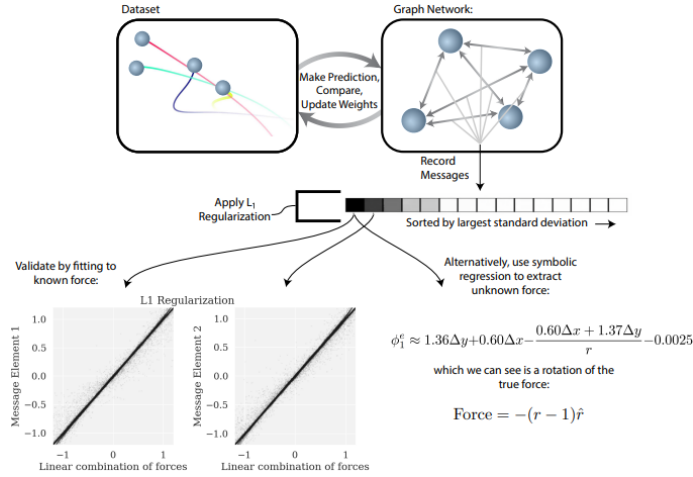 Dataset
Graph Network:
Make Prediction,
Compare,
Update Weights
Record
Messages
Apply L₁
Regularization
Sorted by largest standard deviation
Validate by fitting to
known force:
Alternatively, use symbolic
regression to extract
unknown force:
L1 Regularization
Message Element 1
1.0
0.5
0.0
−0.5
−1.0
−1
0
1
Linear combination of forces
Message Element 2
1.0
0.5
0.0
−0.5
−1.0
−1
0
1
Linear combination of forces
ϕ₁ᵉ ≈ 1.36Δy+0.60Δx−(0.60Δx + 1.37Δy)/r−0.0025
which we can see is a rotation of the
true force:
Force = −(r − 1)r̂